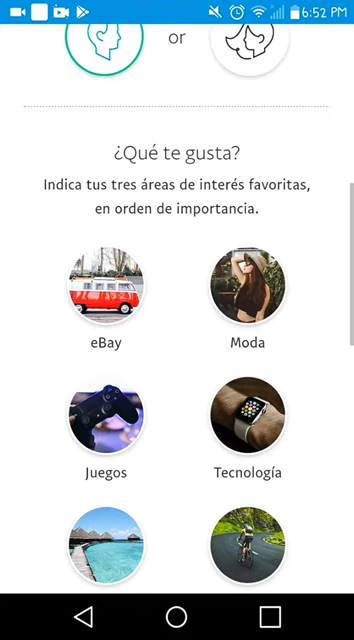 6:52 PM
or
¿Qué te gusta?
Indica tus tres áreas de interés favoritas,
en orden de importancia.
eBay
Moda
Juegos
Tecnología